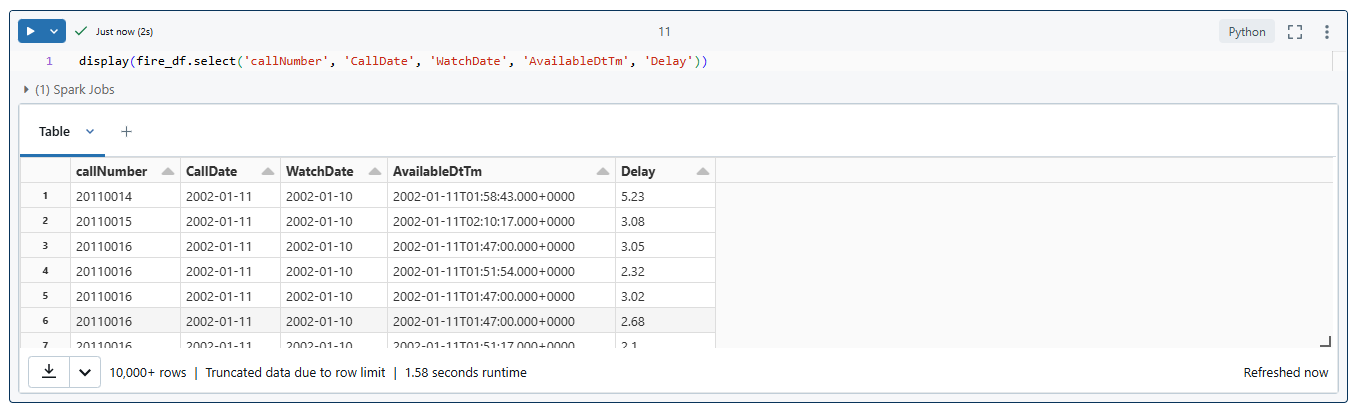 Just now (2s)
11
Python
1 display(fire_df.select('callNumber', 'CallDate', 'WatchDate', 'AvailableDtTm', 'Delay'))
(1) Spark Jobs
Table
callNumber CallDate WatchDate AvailableDtTm Delay
1 20110014 2002-01-11 2002-01-10 2002-01-11T01:58:43.000+0000 5.23
2 20110015 2002-01-11 2002-01-10 2002-01-11T02:10:17.000+0000 3.08
3 20110016 2002-01-11 2002-01-10 2002-01-11T01:47:00.000+0000 3.05
4 20110016 2002-01-11 2002-01-10 2002-01-11T01:51:54.000+0000 2.32
5 20110016 2002-01-11 2002-01-10 2002-01-11T01:47:00.000+0000 3.02
6 20110016 2002-01-11 2002-01-10 2002-01-11T01:47:00.000+0000 2.68
7 20110016 2002-01-11 2002-01-10 2002-01-11T01:51:17.000+0000 2.1
10,000+ rows | Truncated data due to row limit | 1.58 seconds runtime
Refreshed now